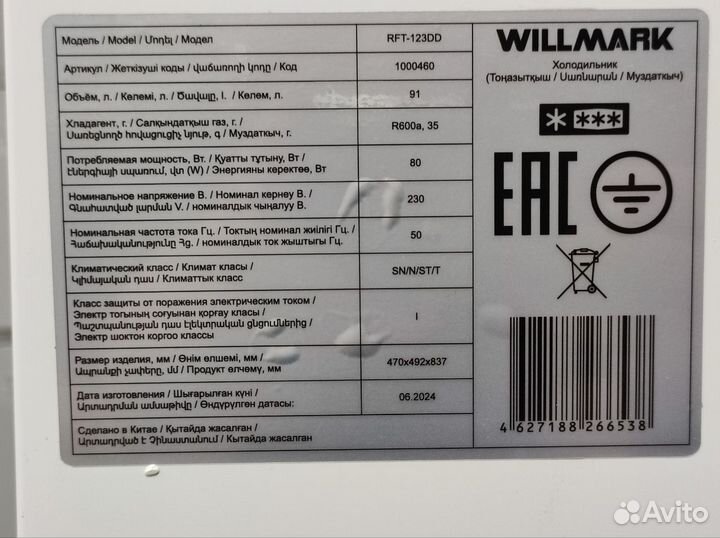 Модель / Model / Մոդել / Модел RFT-123DD
Артикул / Жеткізуші коды / վաճառողի կոդը / Код 1000460
Объём, л. / Көлемі, л. / Ծավալը, լ. / Көлөм, л. 91
Хладагент, г. / Салқындатқыш газ, г. /
Սառեցնողծ հովացուցիչ նյութ, գ / Муздаткыч, г. R600a, 35
Потребляемая мощность, Вт. / Қуатты тұтыну, Вт /
Էներգիայի սպառում, վտ (W) / Энергияны керектөө, Вт 80
Номинальное напряжение В. / Номинал кернеу В. /
Գնահատված լարման V. / номиналдык чыңалуу В. 230
Номинальная частота тока Гц. / Токтың номинал жиілігі Гц. /
Հաճախականությունը Հց. / номиналдык ток жыштыгы Гц. 50
Климатический класс / Климат класы /
Կլիմայական դաս / Климаттык класс SN/N/ST/T
Класс защиты от поражения электрическим током /
Электр тогының соғуынан қорғау класы /
Պաշտպանության դաս էլեկտրական ցնցումներից /
Электр шоктон коргоо классы I
Размер изделия, мм / Өнім өлшемі, мм /
Ապրանքի չափերը, մմ / Продукт өлчөмү, мм 470x492x837
Дата изготовления / Шығарылған күні /
Արտադրման ամսաթիվը / Өндүрүлгөн датасы: 06.2024
Сделано в Китае / Қытайда жасалған /
Արտադրված է Չինաստանում / Кытайда жасалган
WILLMARK
Холодильник
(Тоңазытқыш / Սառնարան / Муздаткыч)
EAC
4 627188 266538
Avito